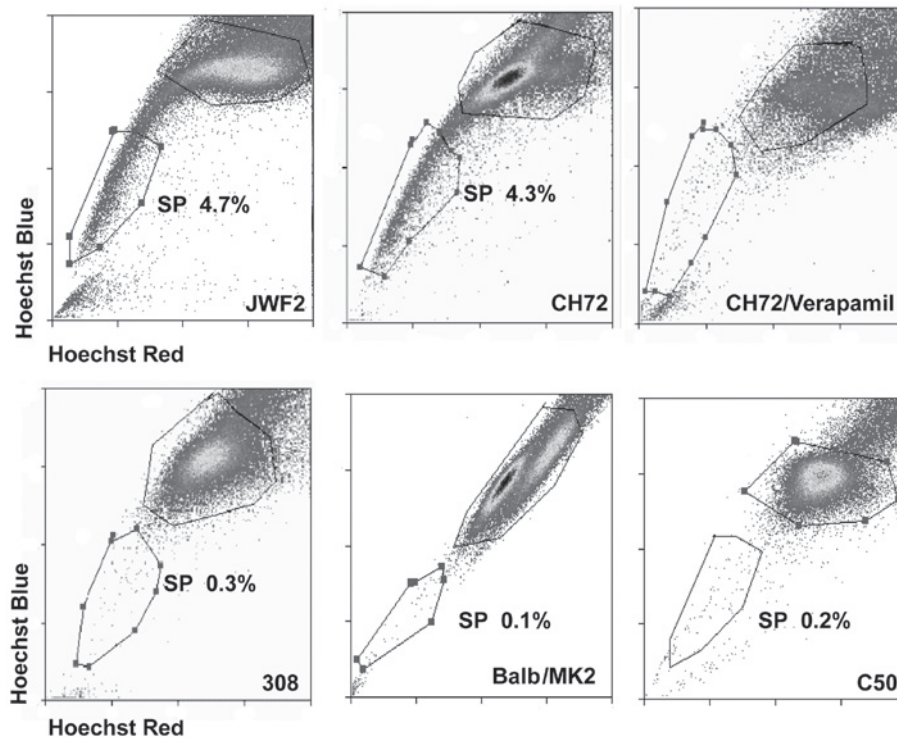 Hoechst Blue
SP 4.7%
JWF2
SP 4.3%
CH72
CH72/Verapamil
Hoechst Red
Hoechst Blue
SP 0.3%
308
SP 0.1%
Balb/MK2
SP 0.2%
C50
Hoechst Red